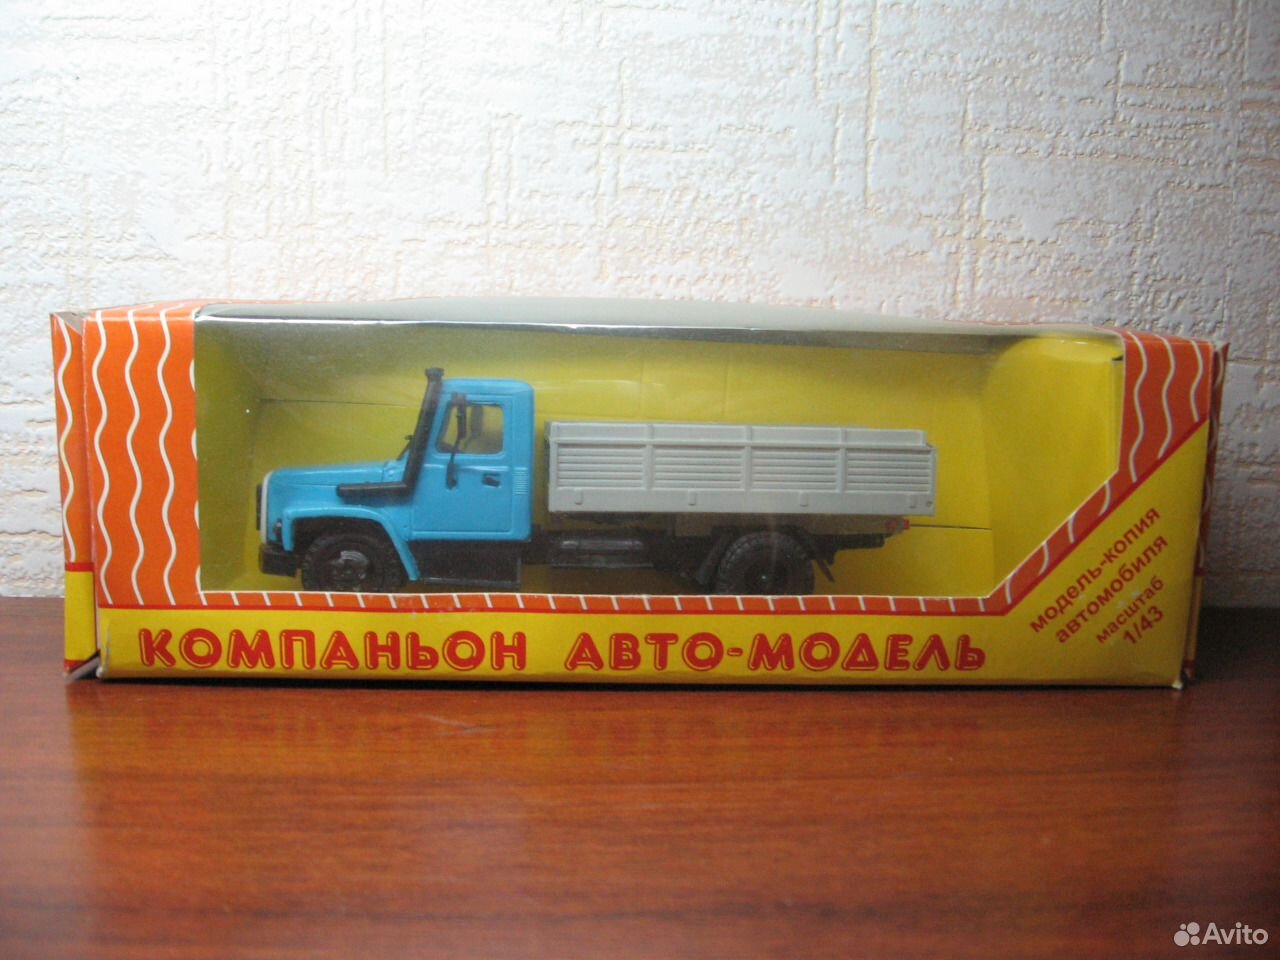 КОМПАНЬОН АВТО-МОДЕЛЬ
модель-копия
автомобиля
масштаб
1/43
Avito